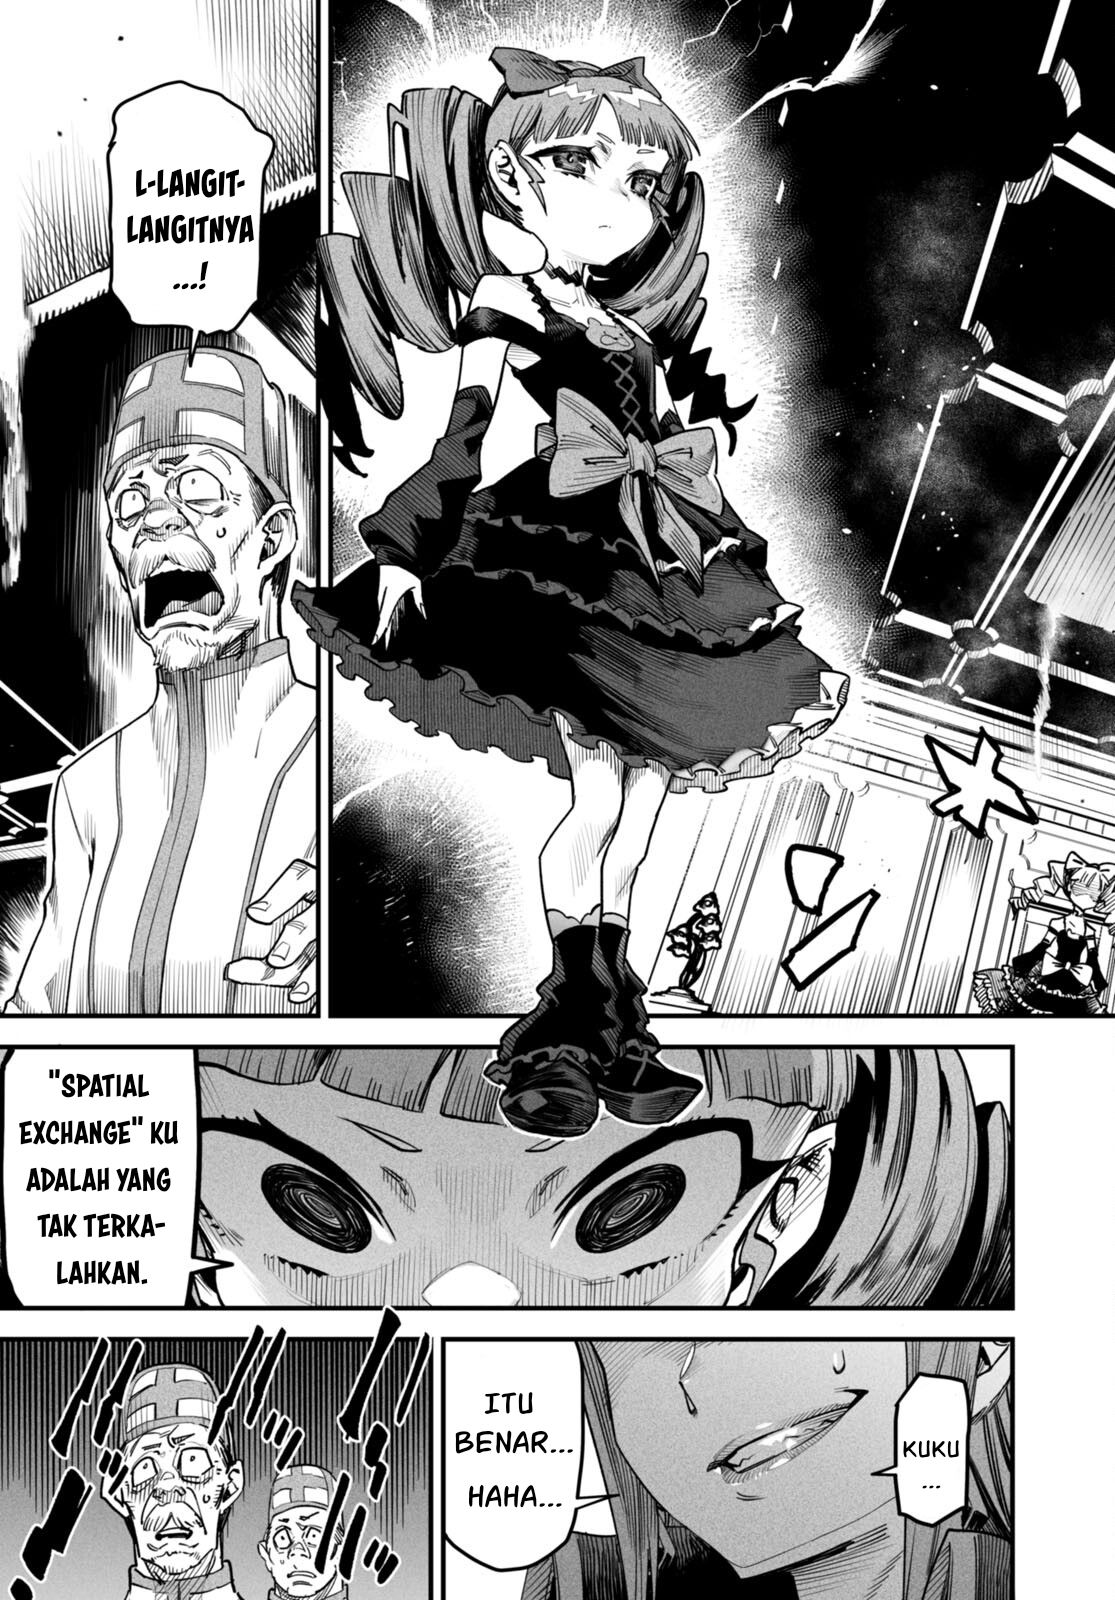 L-LANGIT-
LANGITNYA
...!
"SPATIAL
EXCHANGE" KU
ADALAH YANG
TAK TERKA-
LAHKAN.
KUKU
...
ITU
BENAR...
HAHA...